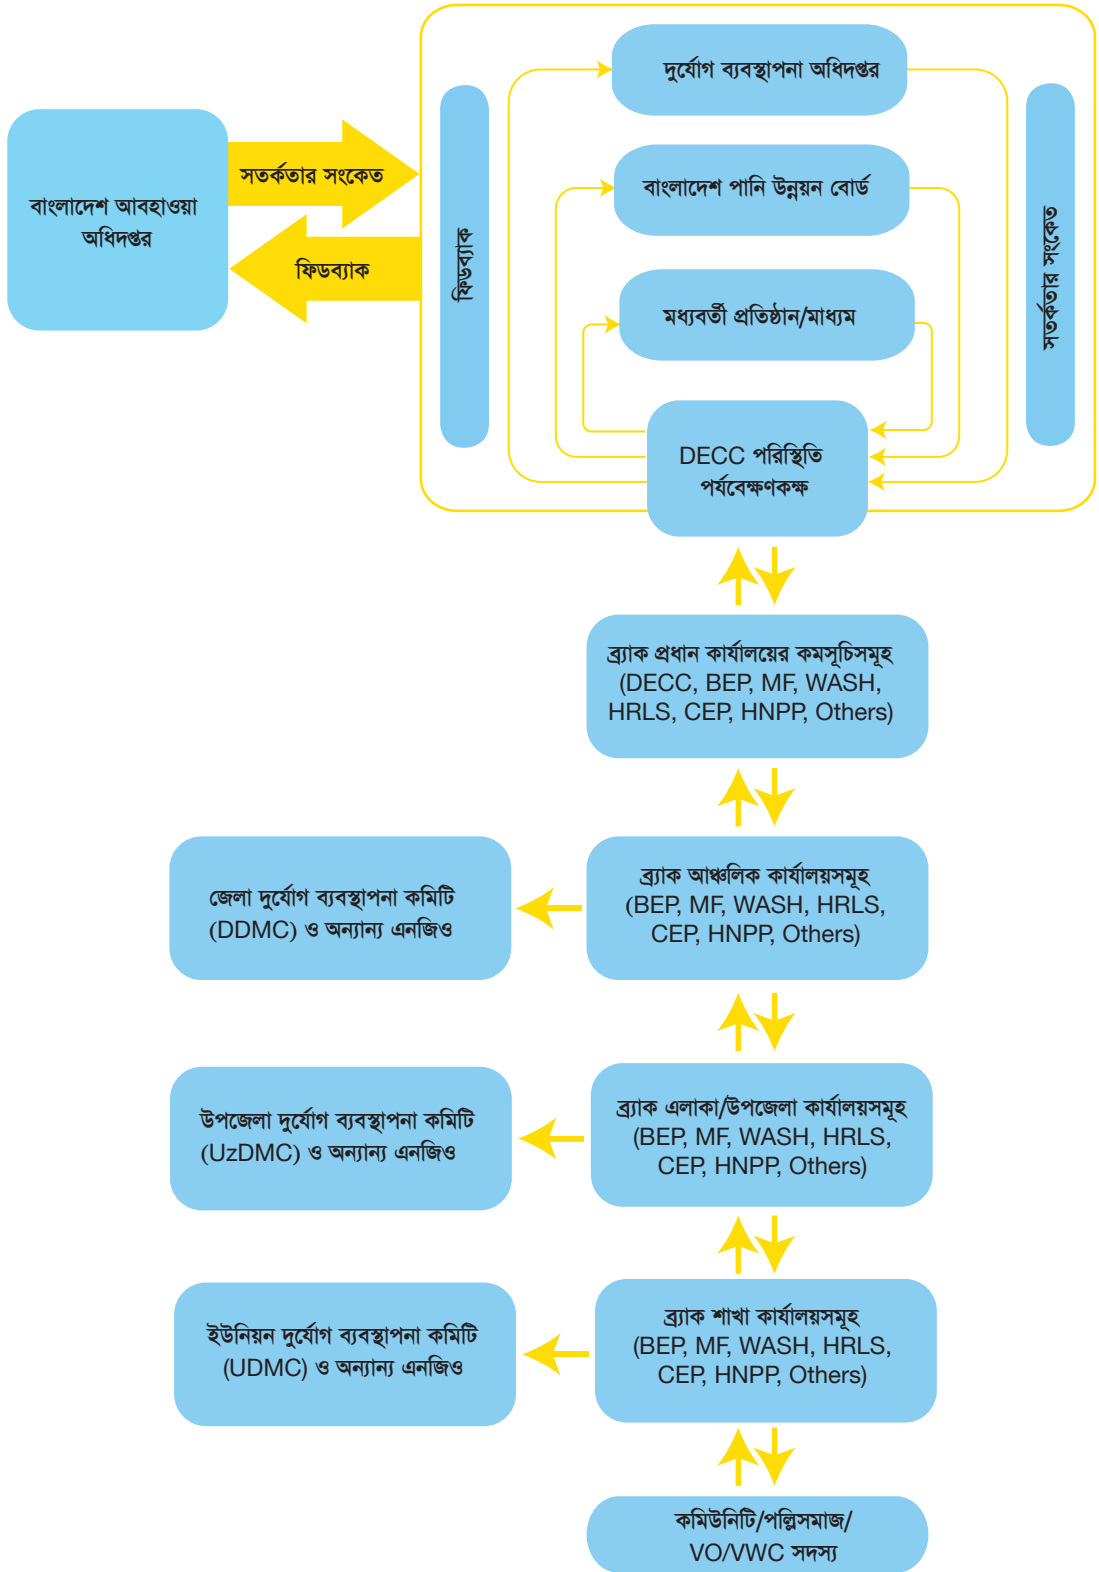 বাংলাদেশ আবহাওয়া
অধিদপ্তর
সতর্কতার সংকেত
ফিডব্যাক
ফিডব্যাক
দুর্যোগ ব্যবস্থাপনা অধিদপ্তর
বাংলাদেশ পানি উন্নয়ন বোর্ড
মধ্যবর্তী প্রতিষ্ঠান/মাধ্যম
DECC পরিস্থিতি
পর্যবেক্ষণকক্ষ
সতর্কতার সংকেত
ব্র্যাক প্রধান কার্যালয়ের কমসূচিসমূহ
(DECC, BEP, MF, WASH,
HRLS, CEP, HNPP, Others)
ব্র্যাক আঞ্চলিক কার্যালয়সমূহ
(BEP, MF, WASH, HRLS,
CEP, HNPP, Others)
জেলা দুর্যোগ ব্যবস্থাপনা কমিটি
(DDMC) ও অন্যান্য এনজিও
ব্র্যাক এলাকা/উপজেলা কার্যালয়সমূহ
(BEP, MF, WASH, HRLS,
CEP, HNPP, Others)
উপজেলা দুর্যোগ ব্যবস্থাপনা কমিটি
(UzDMC) ও অন্যান্য এনজিও
ব্র্যাক শাখা কার্যালয়সমূহ
(BEP, MF, WASH, HRLS,
CEP, HNPP, Others)
ইউনিয়ন দুর্যোগ ব্যবস্থাপনা কমিটি
(UDMC) ও অন্যান্য এনজিও
কমিউনিটি/পল্লিসমাজ/
VO/VWC সদস্য